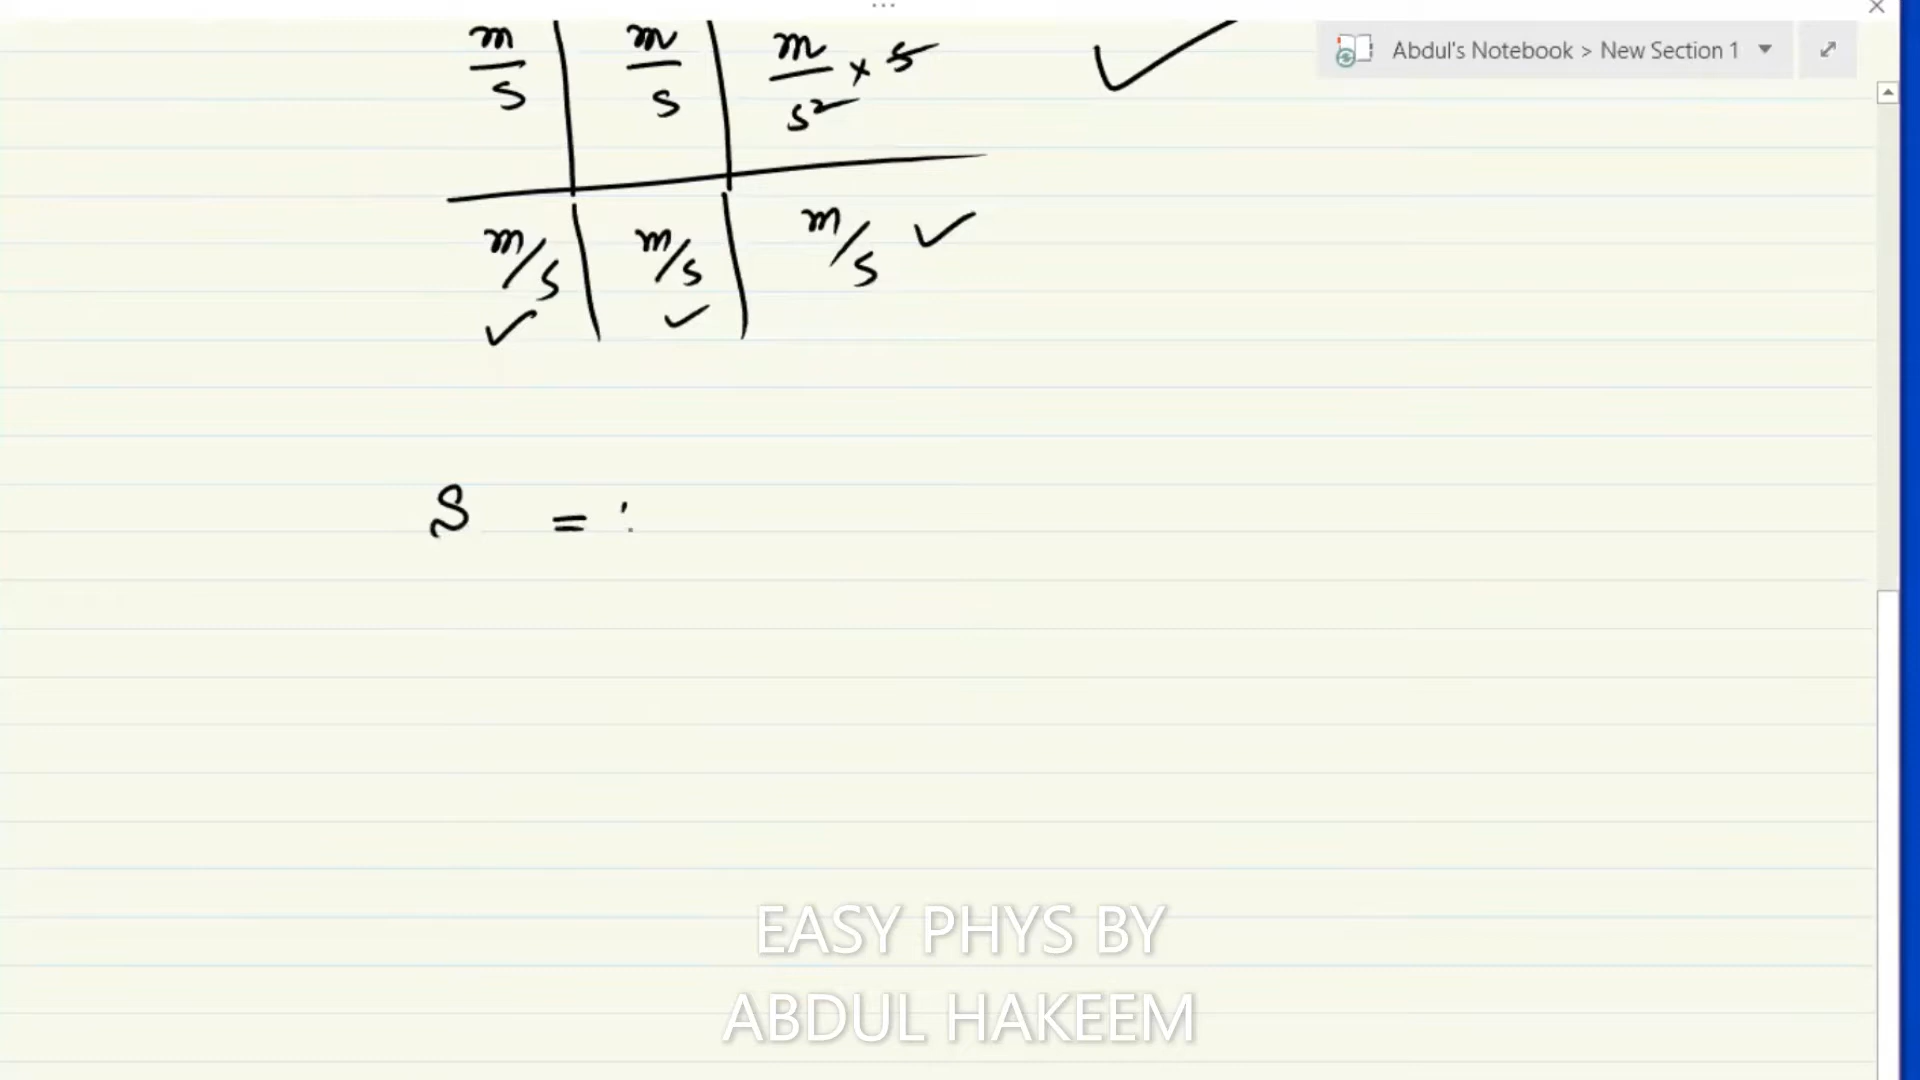 Abdul's Notebook > New Section 1
m/s | m/s | m/s² × s ✓
m/s | m/s | m/s ✓
✓ ✓
S =
EASY PHYS BY
ABDUL HAKEEM